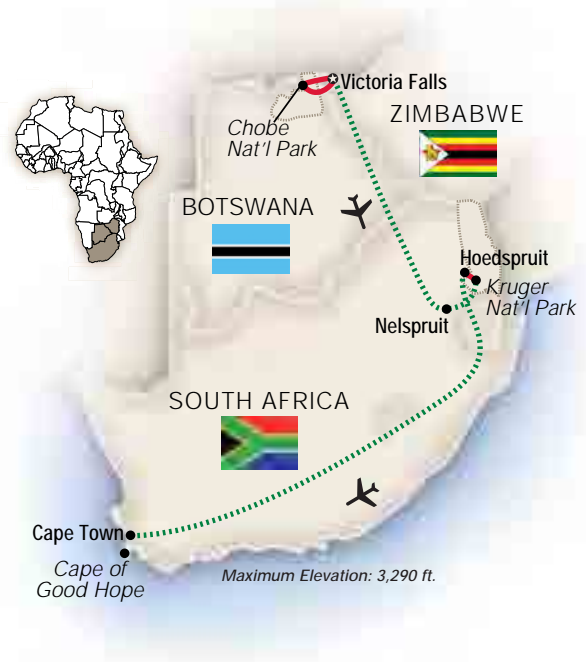 Victoria Falls
ZIMBABWE
Chobe
Nat'l Park
BOTSWANA
Hoedspruit
Kruger
Nat'l Park
Nelspruit
SOUTH AFRICA
Cape Town
Cape of
Good Hope
Maximum Elevation: 3,290 ft.